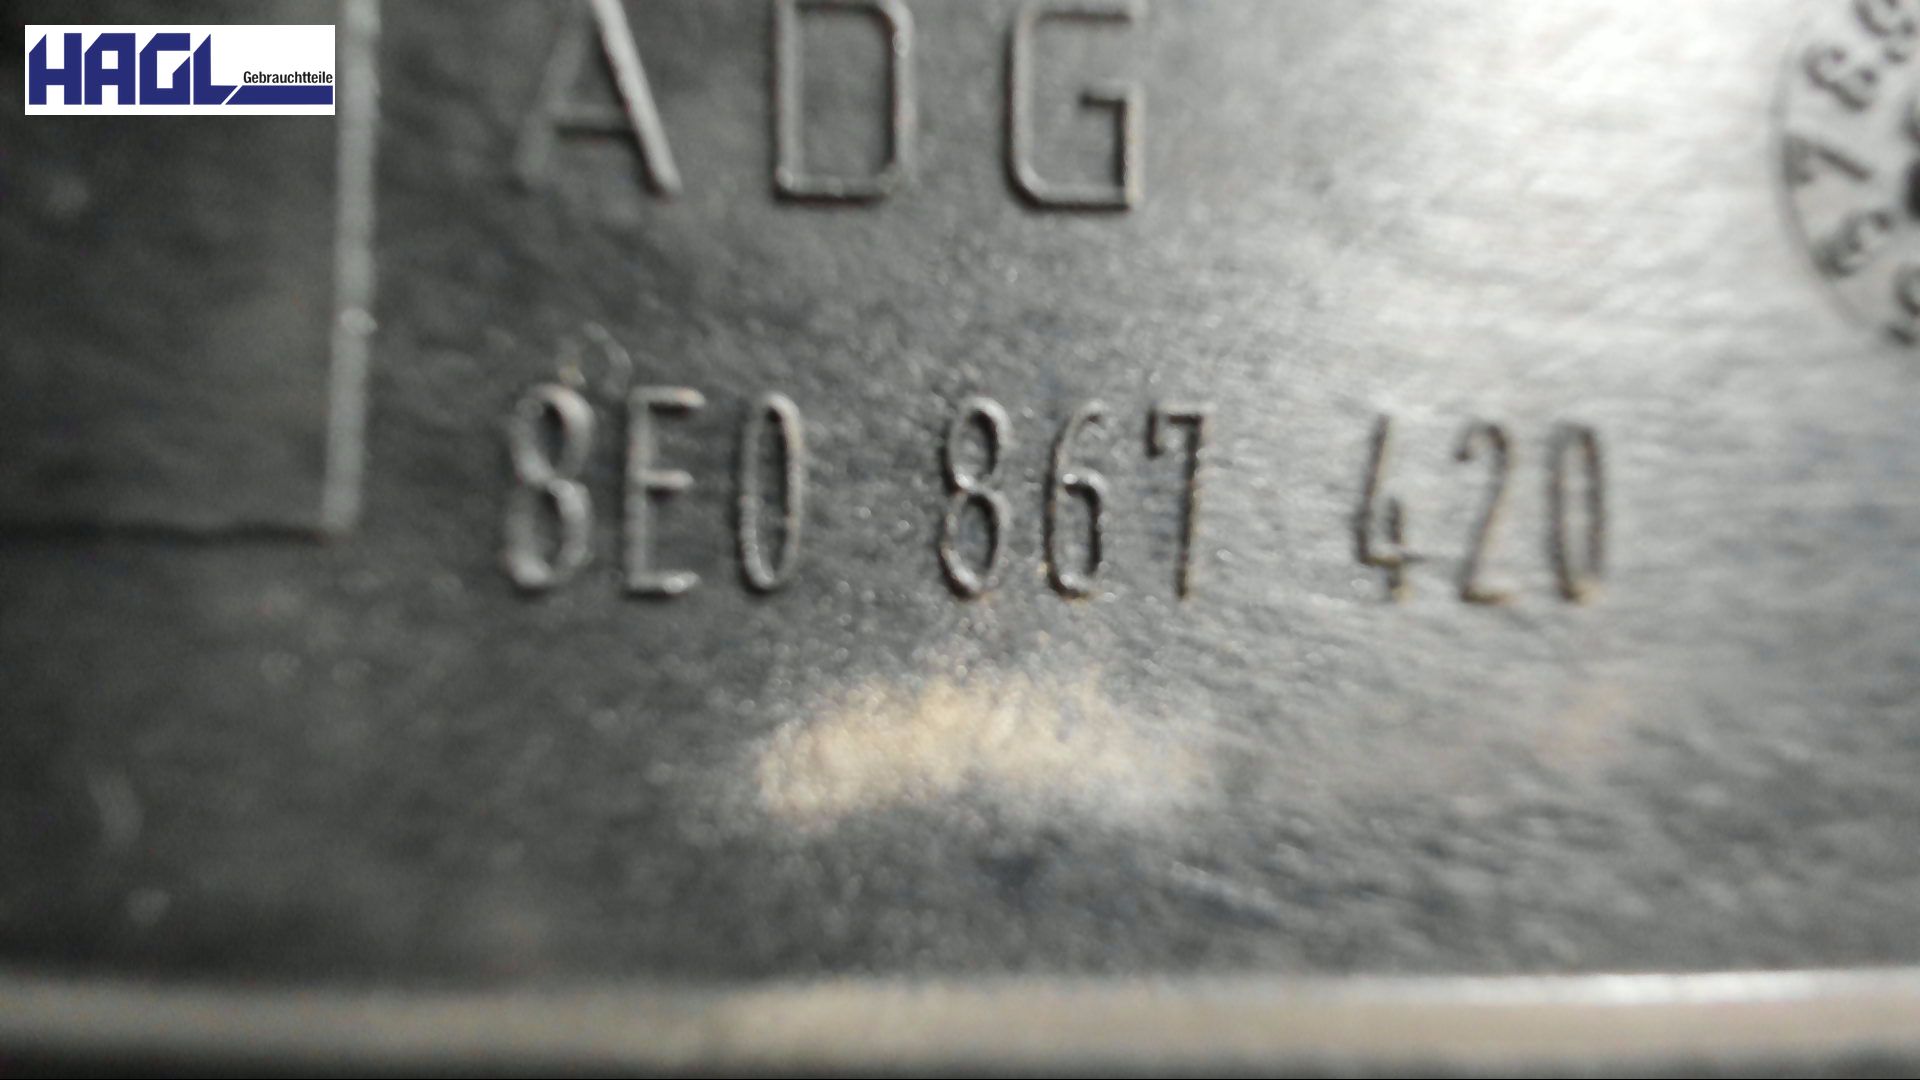 HAGL
Gebrauchtteile
ADG
8E0 867 420